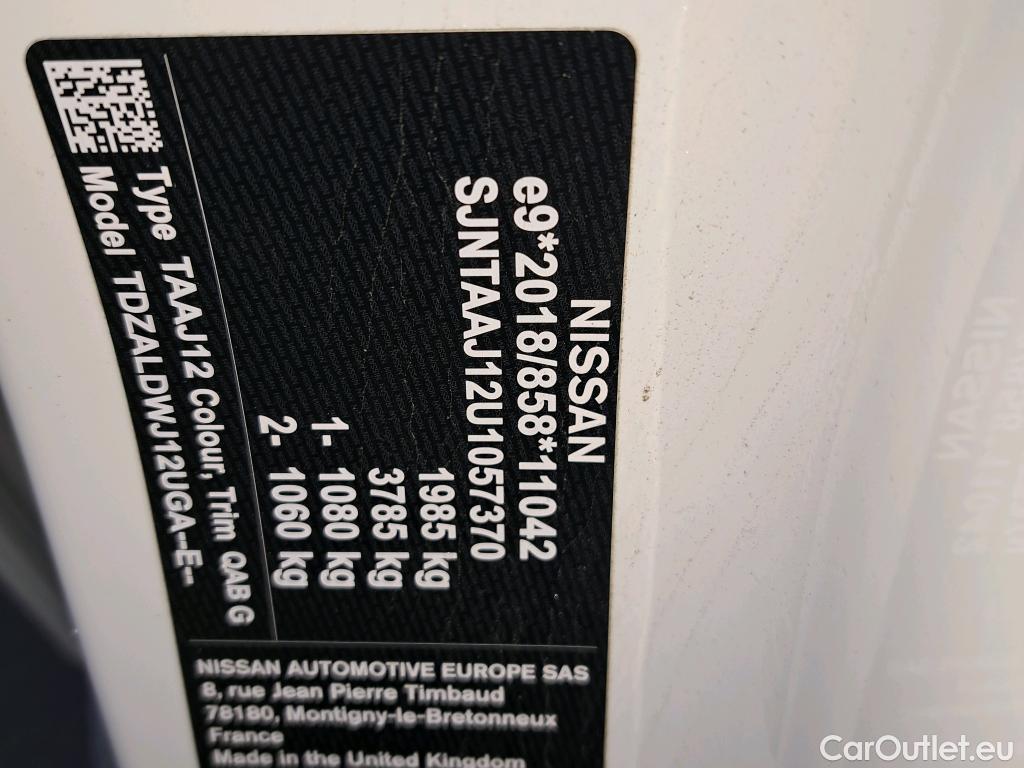 NISSAN
e9*2018/858*11042
SJNTAAJ12U1057370
1985 kg
3785 kg
1- 1080 kg
2- 1060 kg
Type TAAJ12 Colour, Trim QAB G
Model TDZALDWJ12UGA--E--
NISSAN AUTOMOTIVE EUROPE SAS
8, rue Jean Pierre Timbaud
78180, Montigny-le-Bretonneux
France
Made in the United Kingdom
CarOutlet.eu